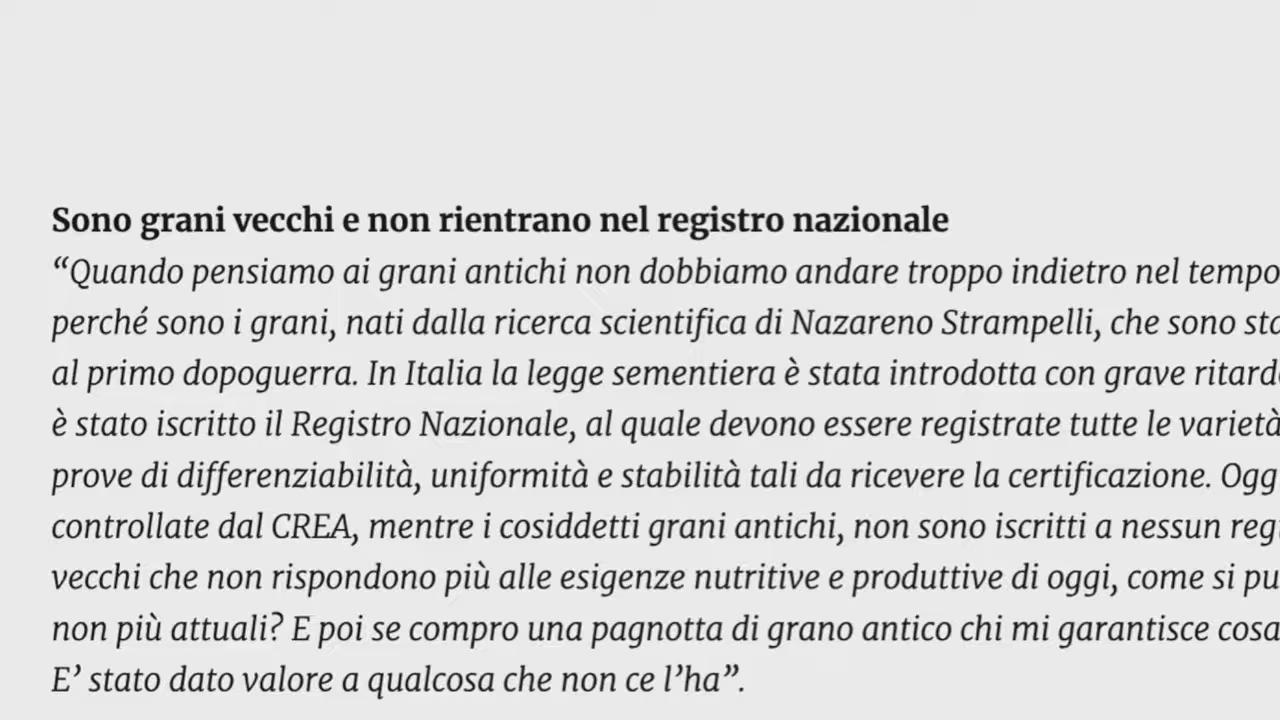 Sono grani vecchi e non rientrano nel registro nazionale
“Quando pensiamo ai grani antichi non dobbiamo andare troppo indietro nel tempo
perché sono i grani, nati dalla ricerca scientifica di Nazareno Strampelli, che sono
al primo dopoguerra. In Italia la legge sementiera è stata introdotta con grave
è stato iscritto il Registro Nazionale, al quale devono essere registrate tutte le varietà
prove di differenziabilità, uniformità e stabilità tali da ricevere la certificazione.
controllate dal CREA, mentre i cosiddetti grani antichi, non sono iscritti a nessun
vecchi che non rispondono più alle esigenze nutritive e produttive di oggi, come si
non più attuali? E poi se compro una pagnotta di grano antico chi mi garantisce cosa
E’ stato dato valore a qualcosa che non ce l’ha”.